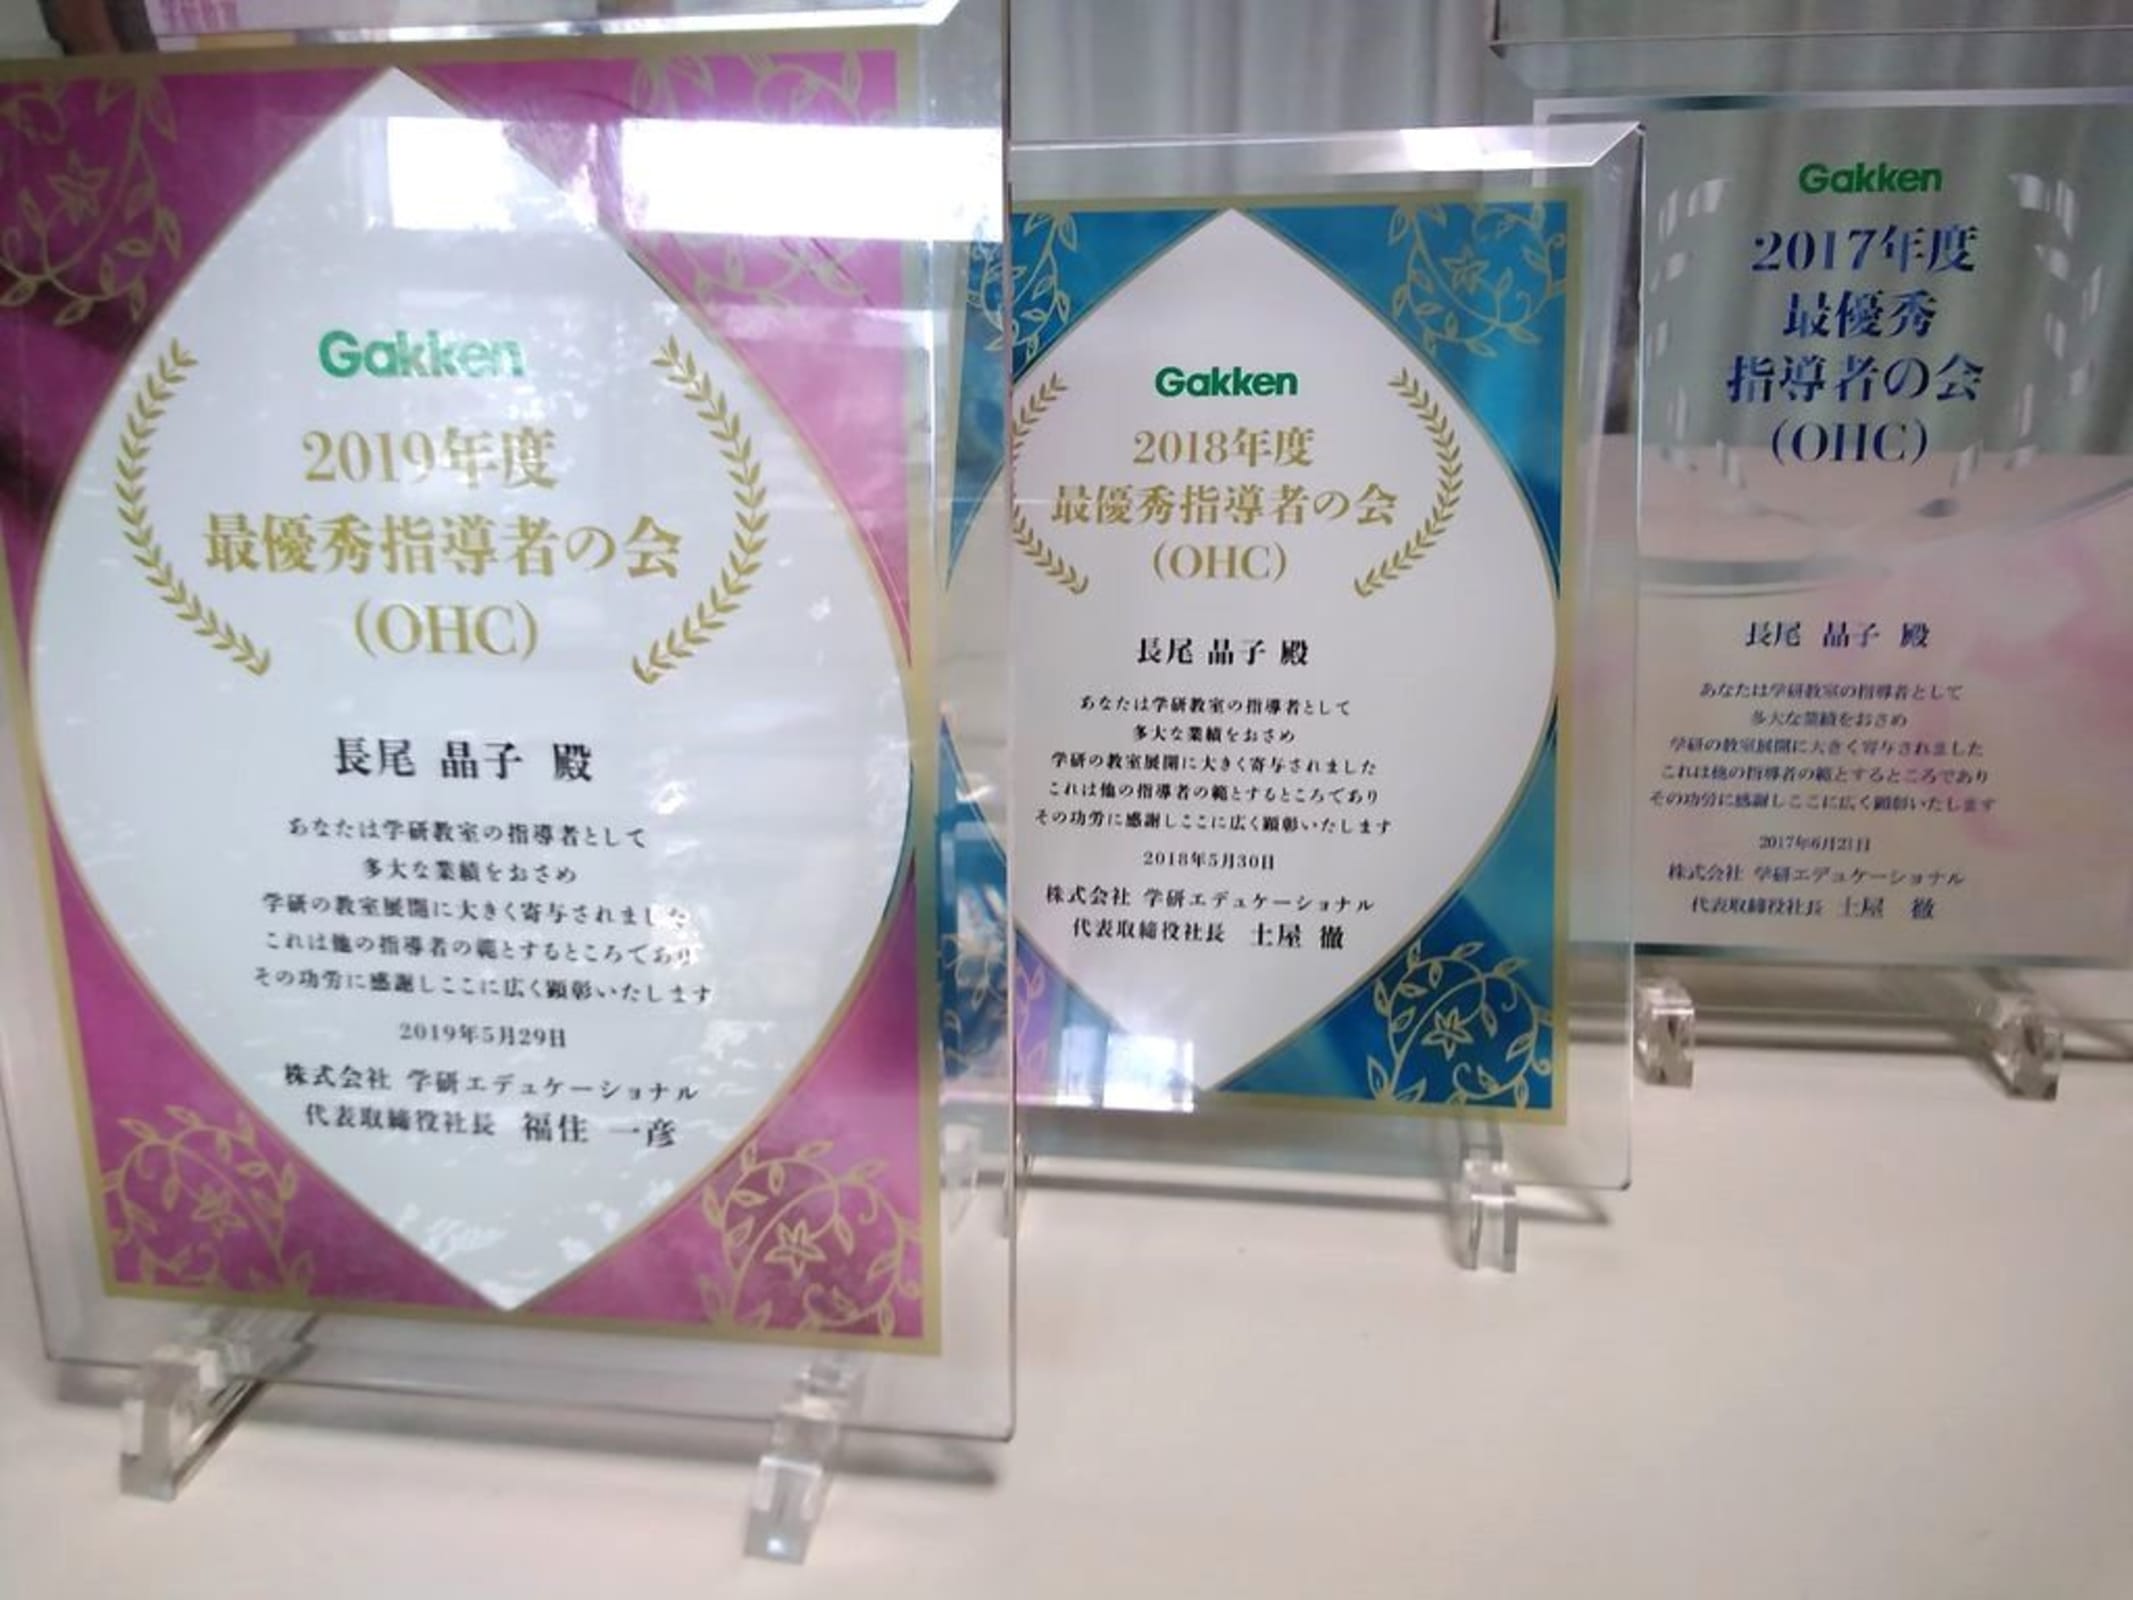 Gakken
2019年度
最優秀指導者の会
(OHC)
長尾 晶子 殿
あなたは学研教室の指導者として
多大な業績をおさめ
学研の教室展開に大きく寄与されました
これは他の指導者の範とするところであり
その功労に感謝しここに広く顕彰いたします
2019年5月29日
株式会社 学研エデュケーショナル
代表取締役社長 福住 一彦
Gakken
2018年度
最優秀指導者の会
(OHC)
長尾 晶子 殿
あなたは学研教室の指導者として
多大な業績をおさめ
学研の教室展開に大きく寄与されました
これは他の指導者の範とするところであり
その功労に感謝しここに広く顕彰いたします
2018年5月30日
株式会社 学研エデュケーショナル
代表取締役社長 土屋 徹
Gakken
2017年度
最優秀
指導者の会
(OHC)
長尾 晶子 殿
あなたは学研教室の指導者として
多大な業績をおさめ
学研の教室展開に大きく寄与されました
これは他の指導者の範とするところであり
その功労に感謝しここに広く顕彰いたします
2017年6月21日
株式会社 学研エデュケーショナル
代表取締役社長 土屋 徹